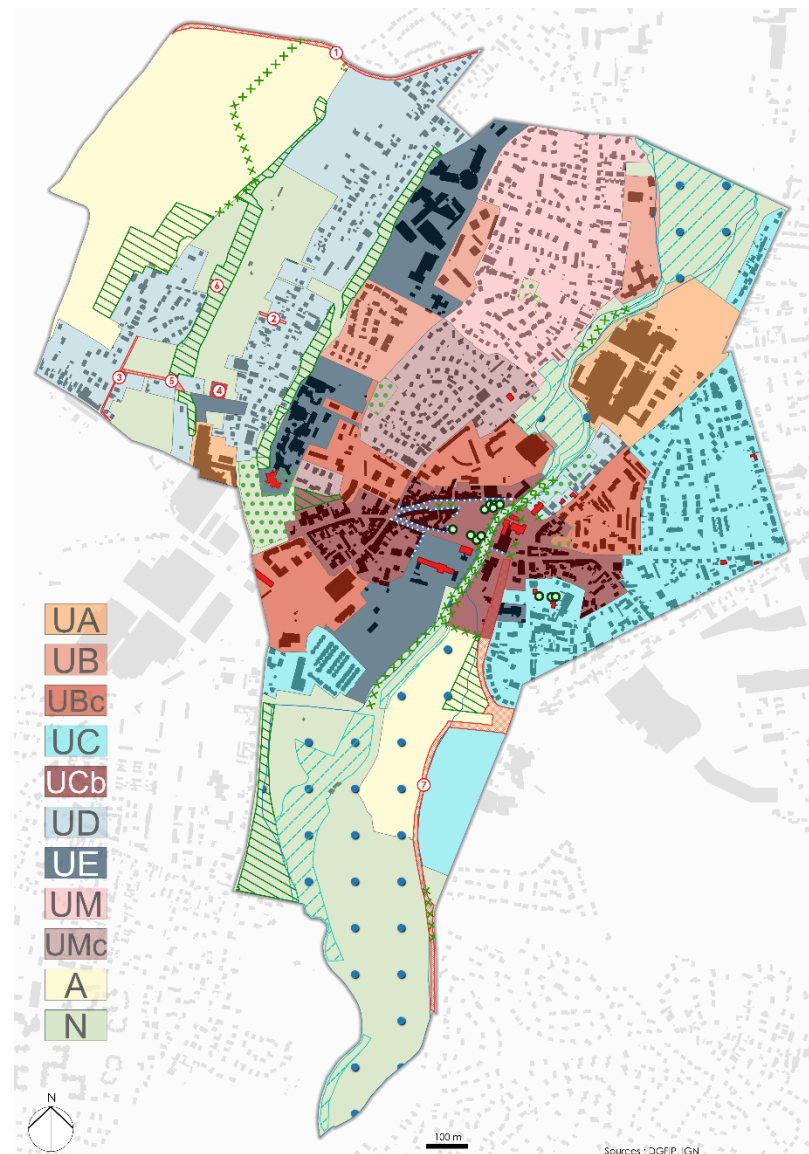 1
6
2
3
5
4
7
UA
UB
UBc
UC
UCb
UD
UE
UM
UMc
A
N
N
100 m
Sources : DGFIP, IGN